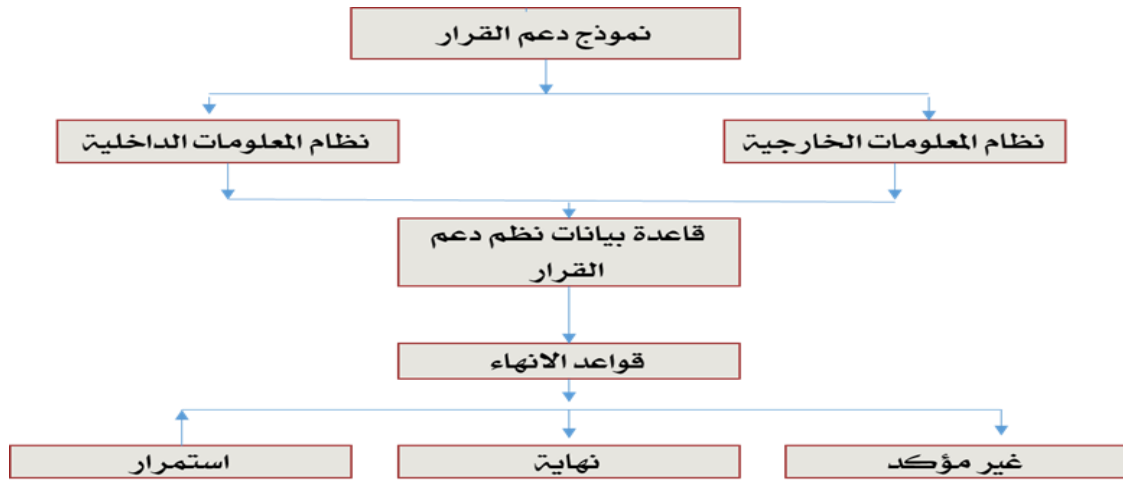 نموذج دعم القرار
نظام المعلومات الخارجية
نظام المعلومات الداخلية
قاعدة بيانات نظم دعم
القرار
قواعد الانهاء
غير مؤكد
نهاية
استمرار